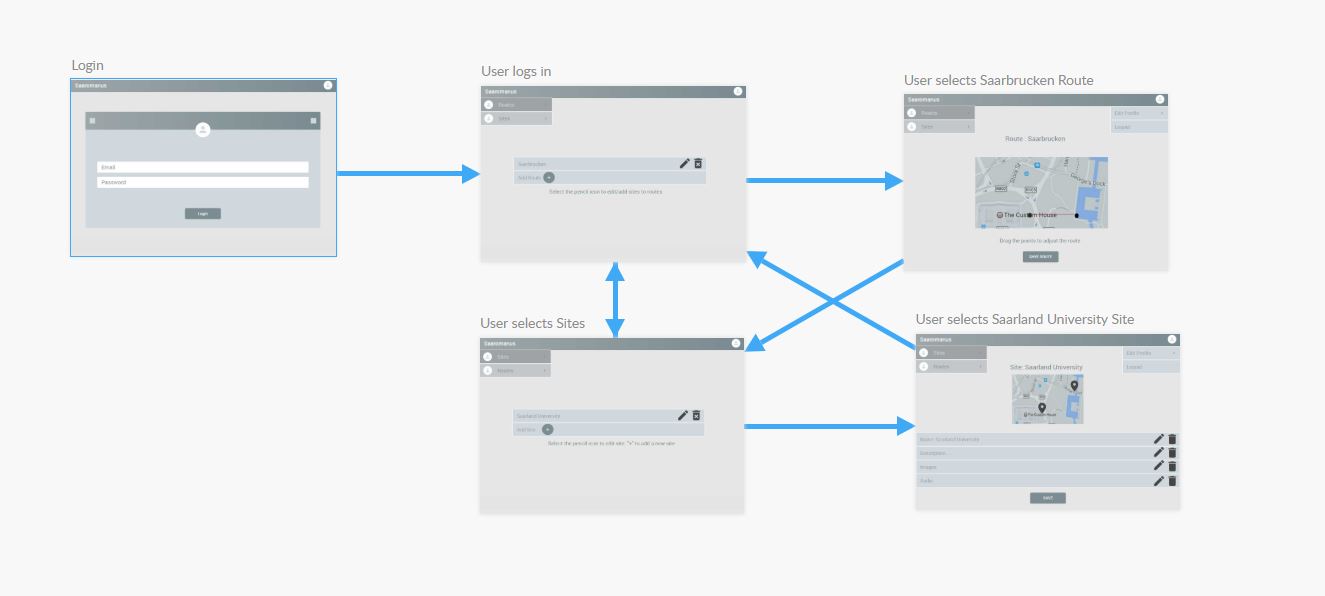 Login
Saaromanus
Email
Password
Login
User logs in
Saaromanus
Routes
Sites
Saarbrucken
Add Route +
Select the pencil icon to edit/add sites to routes
User selects Saarbrucken Route
Saaromanus
Routes
Sites
Edit Profile
Logout
Route : Saarbrucken
George's Dock
The Custom House
Drag the points to adjust the route
SAVE ROUTE
User selects Sites
Saaromanus
Sites
Routes
Saarland University
Add Site +
Select the pencil icon to edit site, "+" to add a new site
User selects Saarland University Site
Saaromanus
Sites
Routes
Edit Profile
Logout
Site: Saarland University
The Custom House
Name: Saarland University
Description...
Images
Audio
SAVE